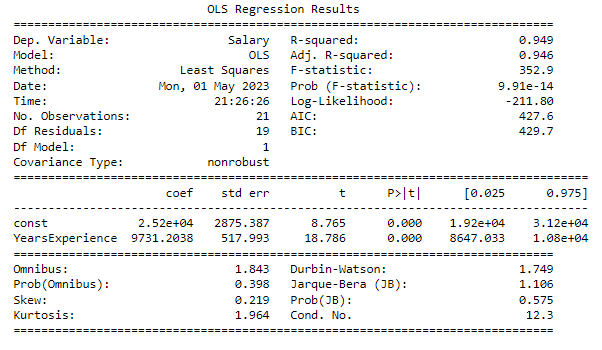 OLS Regression Results
==============================================================================
Dep. Variable:                 Salary   R-squared:                       0.949
Model:                            OLS   Adj. R-squared:                  0.946
Method:                 Least Squares   F-statistic:                     352.9
Date:                Mon, 01 May 2023   Prob (F-statistic):           9.91e-14
Time:                        21:26:26   Log-Likelihood:                -211.80
No. Observations:                  21   AIC:                             427.6
Df Residuals:                      19   BIC:                             429.7
Df Model:                           1
Covariance Type:            nonrobust
===================================================================================
                      coef    std err          t      P>|t|      [0.025      0.975]
-----------------------------------------------------------------------------------
const             2.52e+04   2875.387      8.765      0.000    1.92e+04    3.12e+04
YearsExperience  9731.2038    517.993     18.786      0.000    8647.033    1.08e+04
==============================================================================
Omnibus:                        1.843   Durbin-Watson:                   1.749
Prob(Omnibus):                  0.398   Jarque-Bera (JB):                1.106
Skew:                           0.219   Prob(JB):                        0.575
Kurtosis:                       1.964   Cond. No.                         12.3
==============================================================================